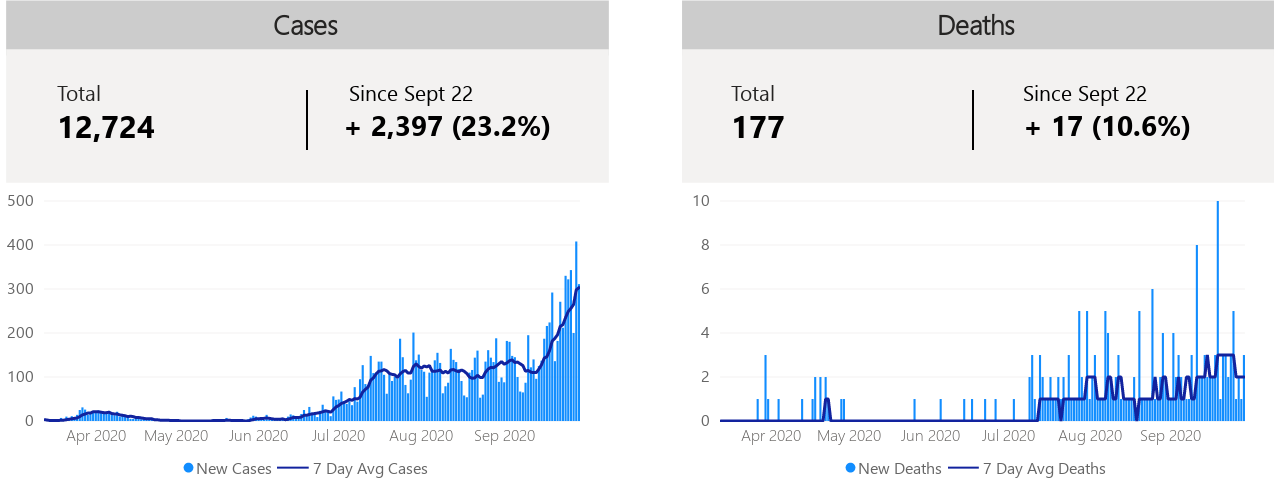 Cases
Total
12,724
Since Sept 22
+ 2,397 (23.2%)
500
400
300
200
100
0
Apr 2020 May 2020 Jun 2020 Jul 2020 Aug 2020 Sep 2020
New Cases 7 Day Avg Cases
Deaths
Total
177
Since Sept 22
+ 17 (10.6%)
10
8
6
4
2
0
Apr 2020 May 2020 Jun 2020 Jul 2020 Aug 2020 Sep 2020
New Deaths 7 Day Avg Deaths